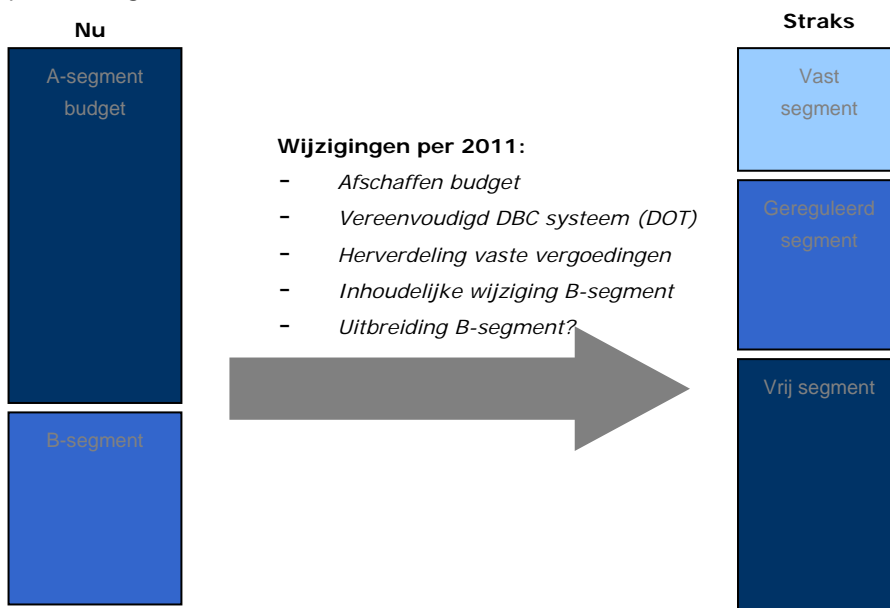 Nu
A-segment
budget
B-segment
Wijzigingen per 2011:
- Afschaffen budget
- Vereenvoudigd DBC systeem (DOT)
- Herverdeling vaste vergoedingen
- Inhoudelijke wijziging B-segment
- Uitbreiding B-segment?
Straks
Vast
segment
Gereguleerd
segment
Vrij segment